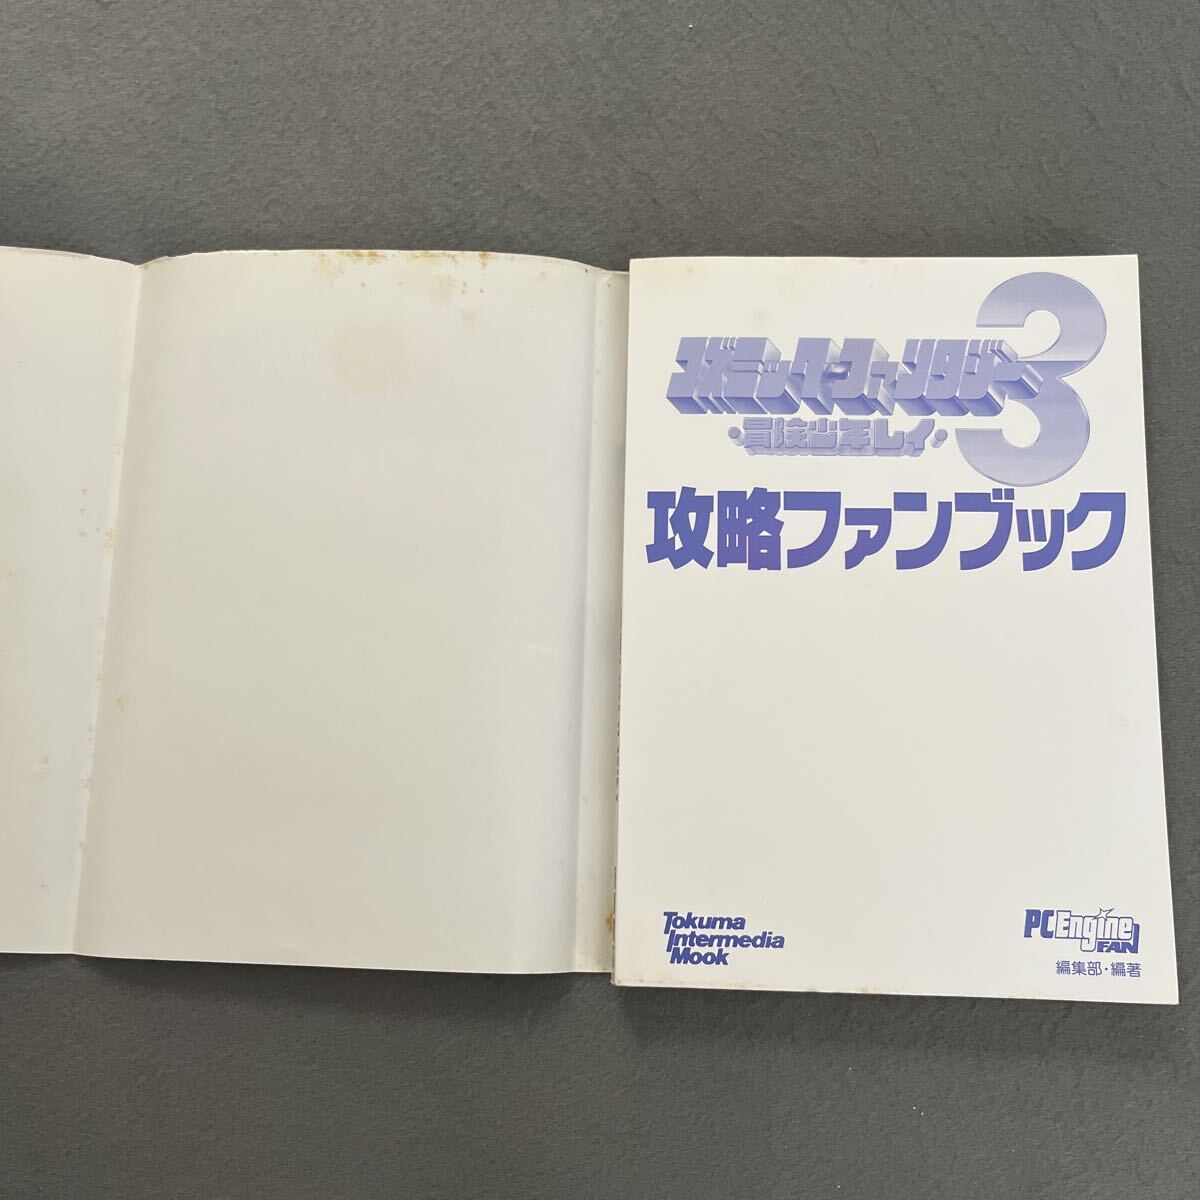 コズミック・ファンタジー3
・冒険少年レイ・
攻略ファンブック
Tokuma
Intermedia
Mook
PC Engine
FAN
編集部・編著